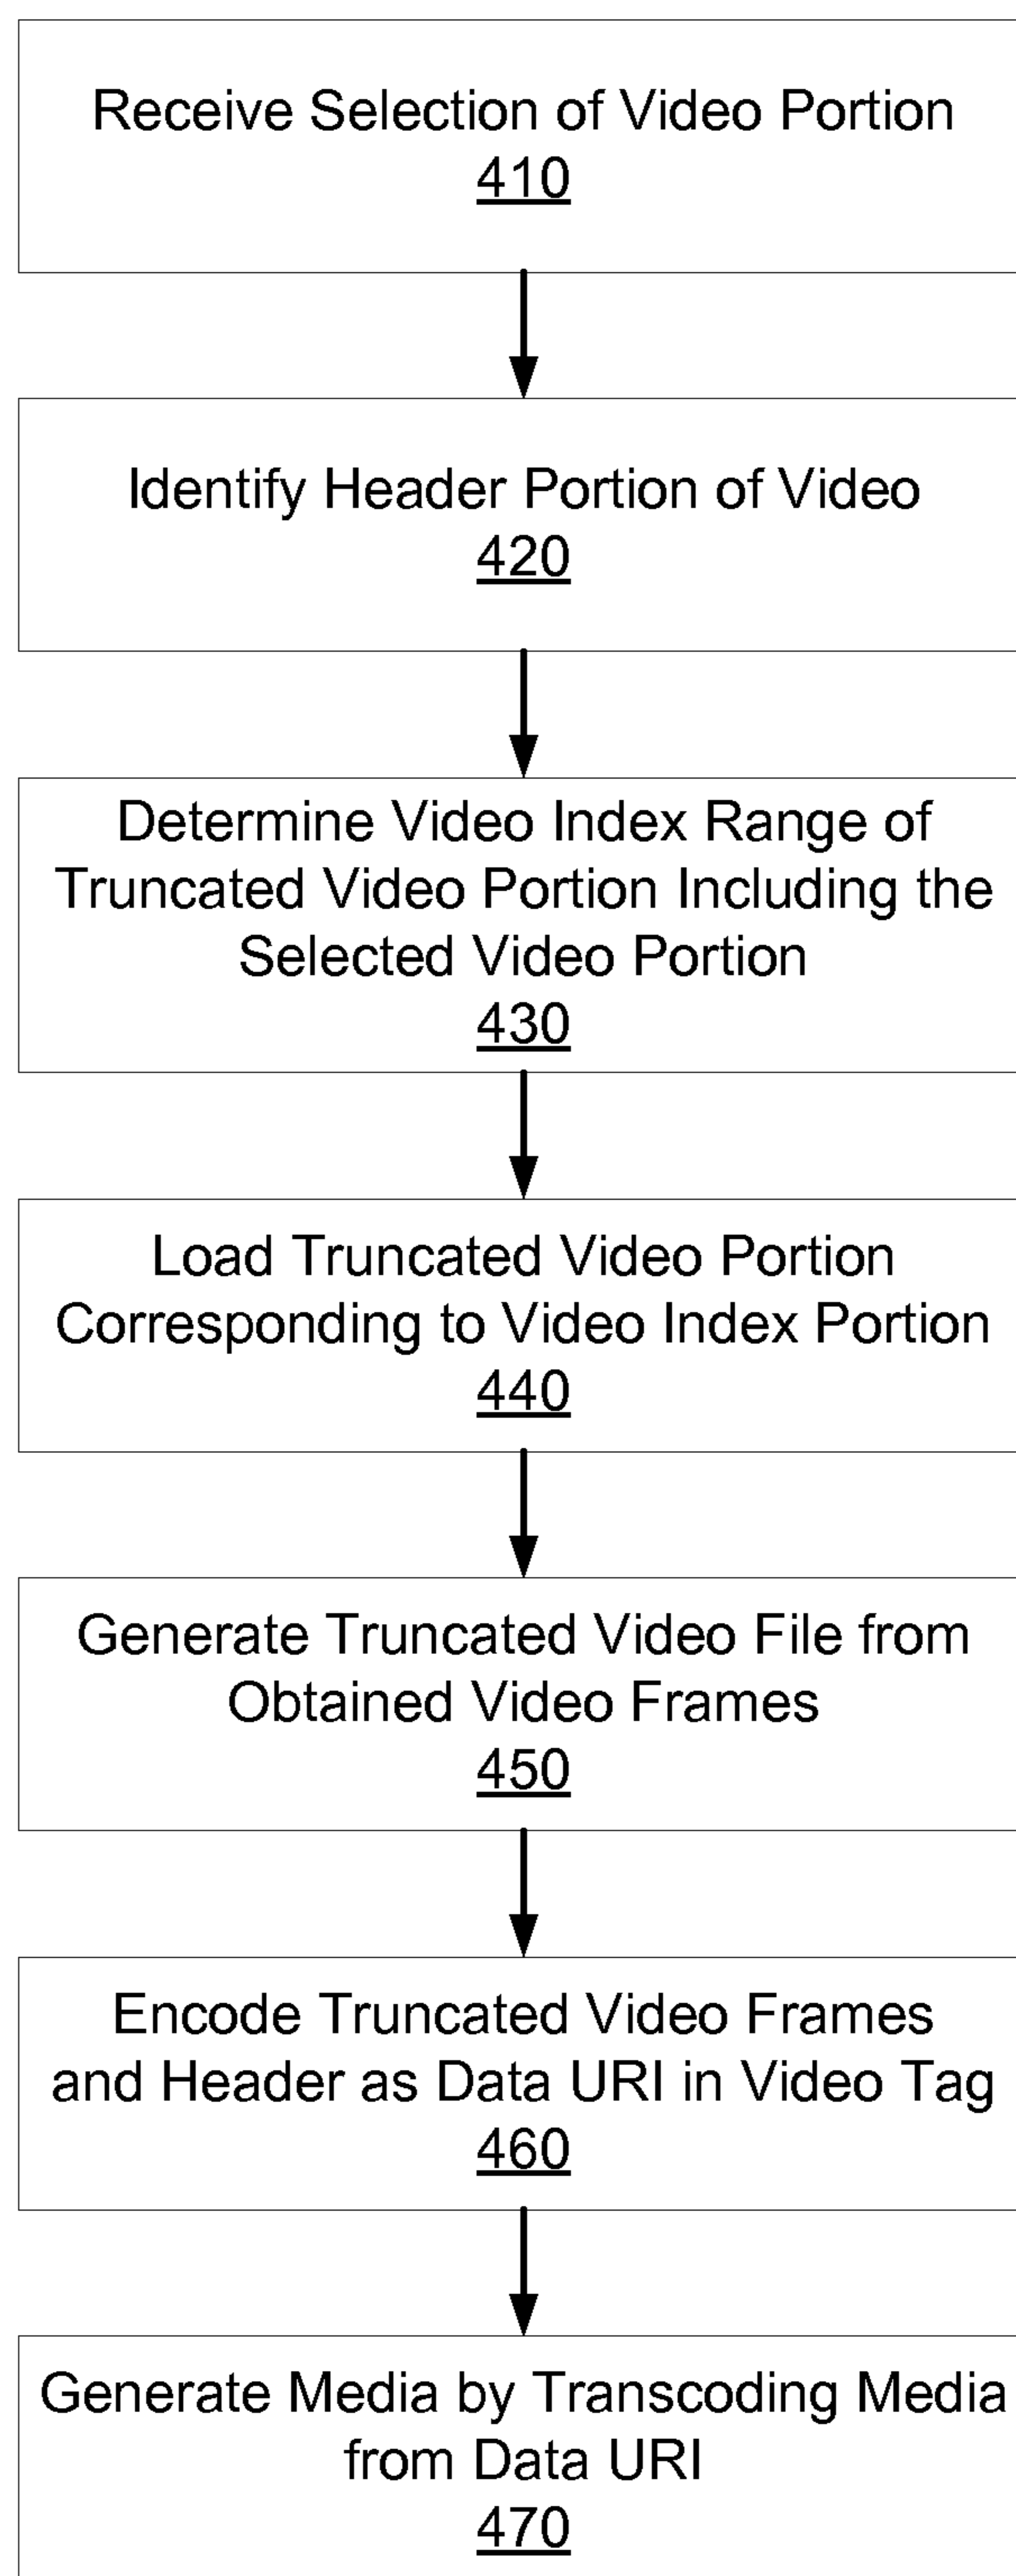 Receive Selection of Video Portion
410
Identify Header Portion of Video
420
Determine Video Index Range of
Truncated Video Portion Including the
Selected Video Portion
430
Load Truncated Video Portion
Corresponding to Video Index Portion
440
Generate Truncated Video File from
Obtained Video Frames
450
Encode Truncated Video Frames
and Header as Data URI in Video Tag
460
Generate Media by Transcoding Media
from Data URI
470